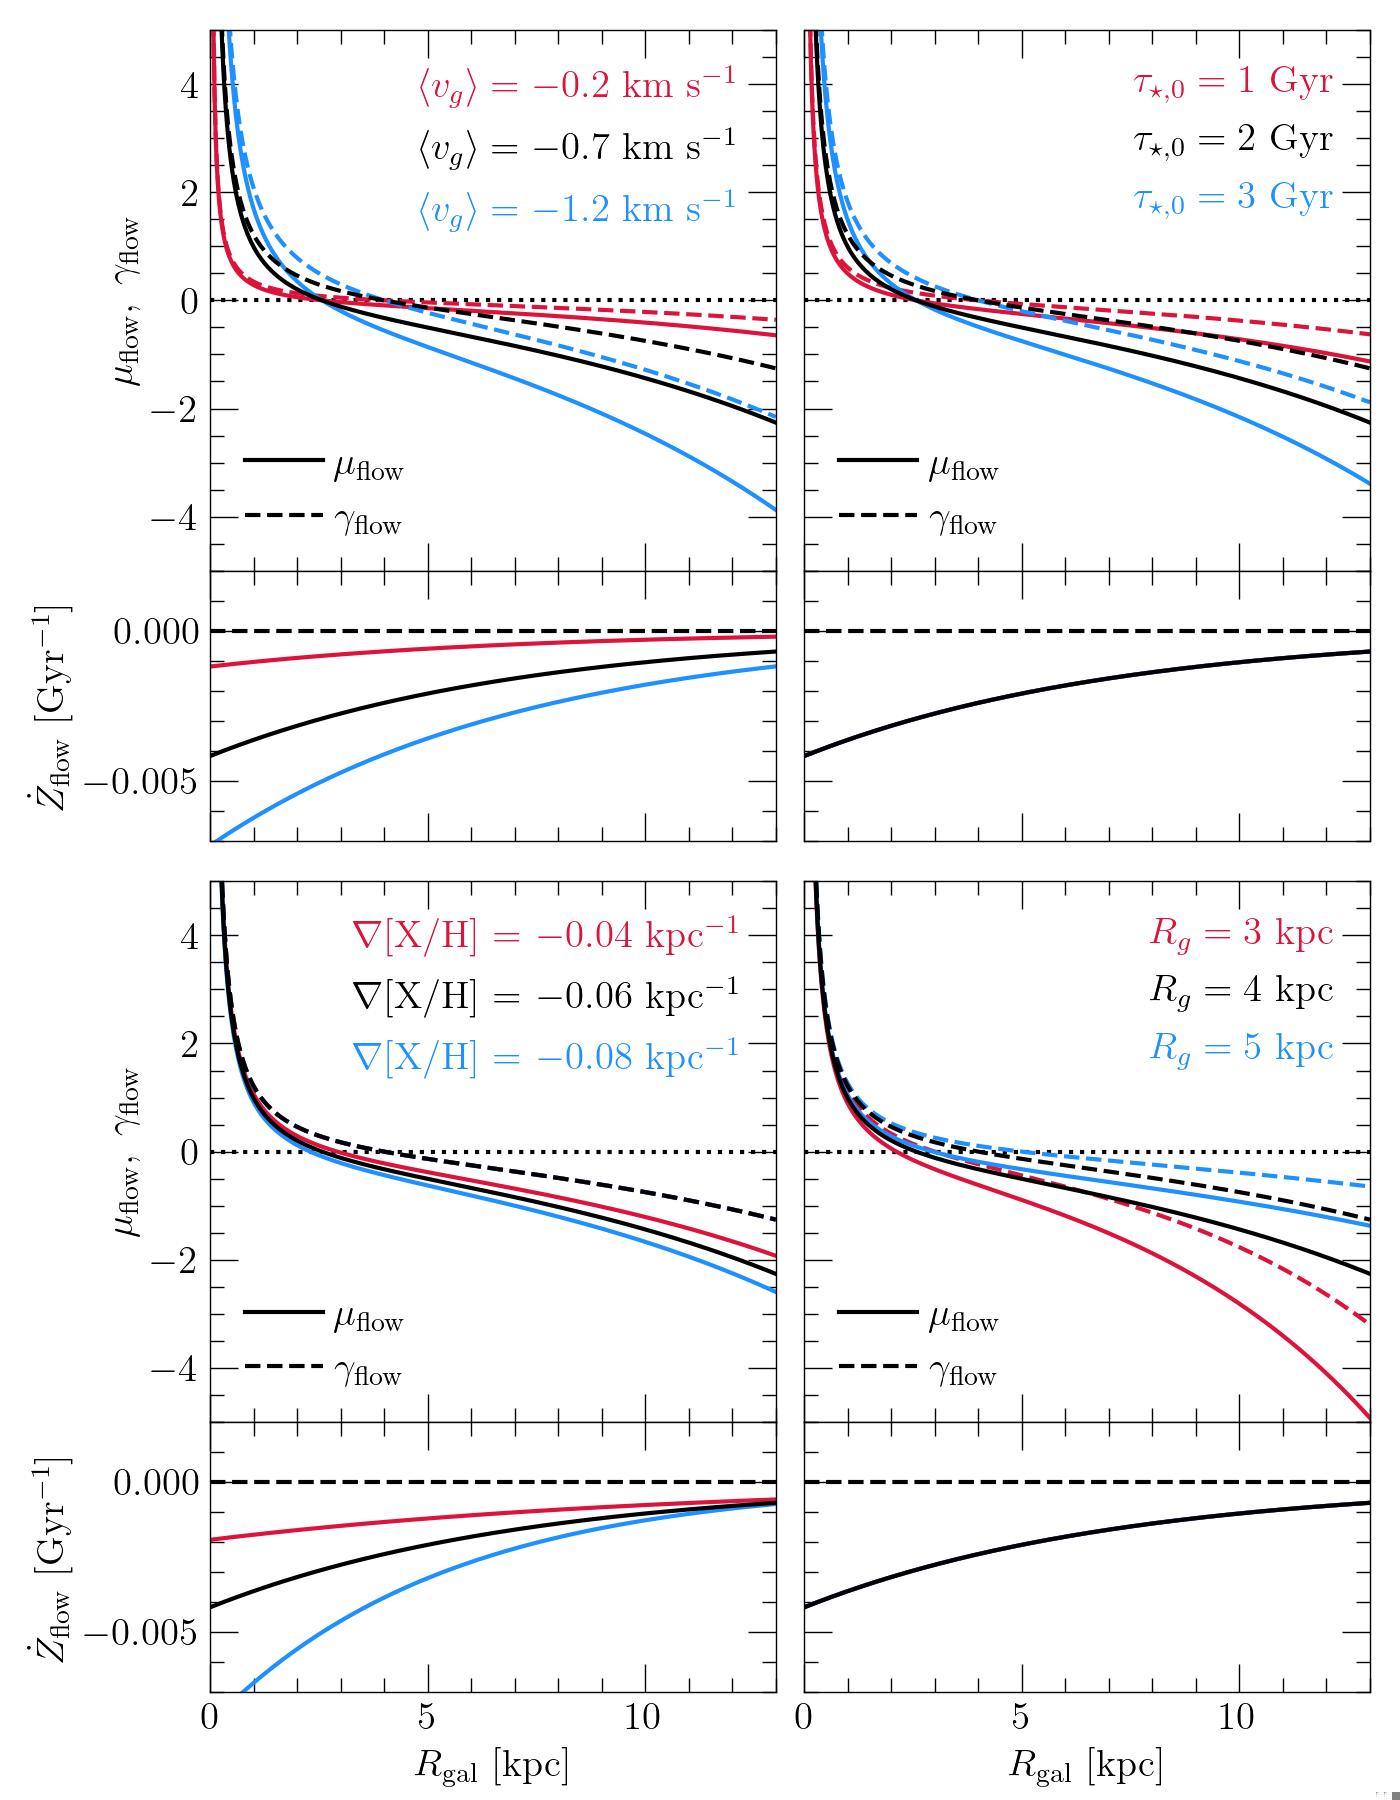 ⟨v_g⟩ = −0.2 km s⁻¹
⟨v_g⟩ = −0.7 km s⁻¹
⟨v_g⟩ = −1.2 km s⁻¹
μ_flow
γ_flow
4
2
0
−2
−4
μ_flow, γ_flow
τ_⋆,0 = 1 Gyr
τ_⋆,0 = 2 Gyr
τ_⋆,0 = 3 Gyr
μ_flow
γ_flow
0.000
−0.005
Ż_flow [Gyr⁻¹]
∇[X/H] = −0.04 kpc⁻¹
∇[X/H] = −0.06 kpc⁻¹
∇[X/H] = −0.08 kpc⁻¹
μ_flow
γ_flow
4
2
0
−2
−4
μ_flow, γ_flow
R_g = 3 kpc
R_g = 4 kpc
R_g = 5 kpc
μ_flow
γ_flow
0.000
−0.005
Ż_flow [Gyr⁻¹]
0 5 10
R_gal [kpc]
0 5 10
R_gal [kpc]